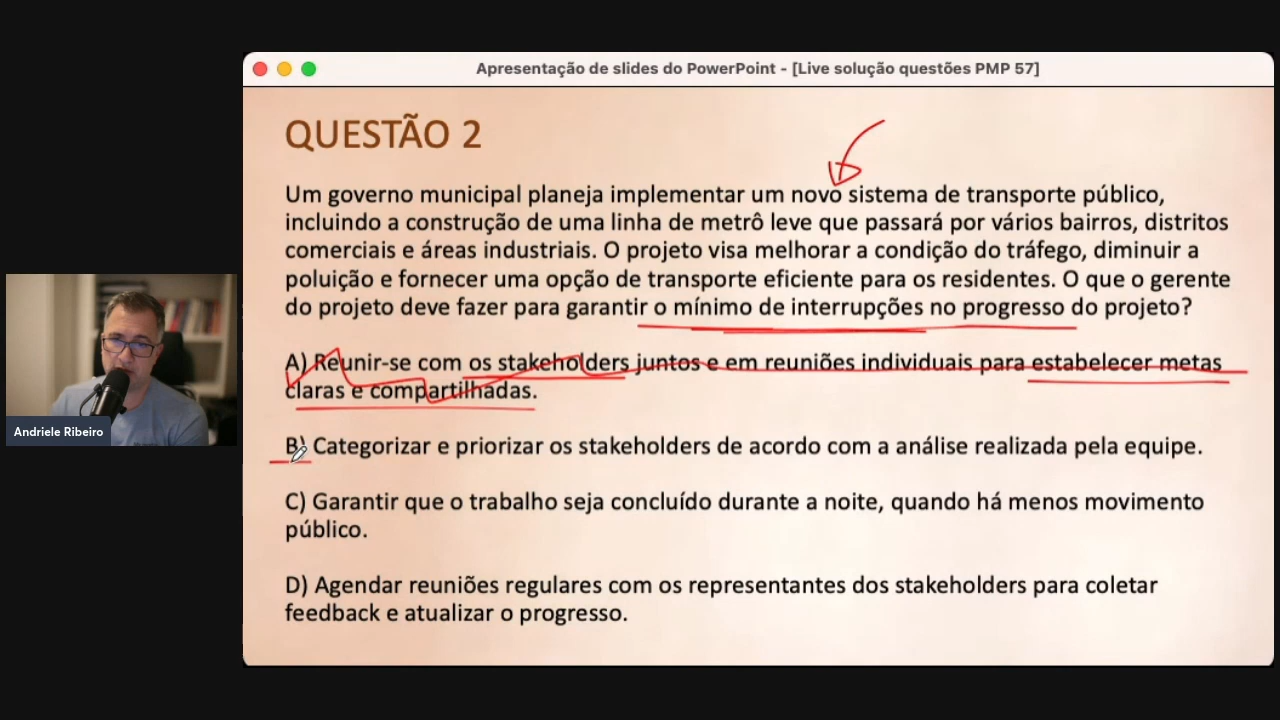 Apresentação de slides do PowerPoint - [Live solução questões PMP 57]
QUESTÃO 2
Um governo municipal planeja implementar um novo sistema de transporte público,
incluindo a construção de uma linha de metrô leve que passará por vários bairros, distritos
comerciais e áreas industriais. O projeto visa melhorar a condição do tráfego, diminuir a
poluição e fornecer uma opção de transporte eficiente para os residentes. O que o gerente
do projeto deve fazer para garantir o mínimo de interrupções no progresso do projeto?
A) Reunir-se com os stakeholders juntos e em reuniões individuais para estabelecer metas
claras e compartilhadas.
B) Categorizar e priorizar os stakeholders de acordo com a análise realizada pela equipe.
C) Garantir que o trabalho seja concluído durante a noite, quando há menos movimento
público.
D) Agendar reuniões regulares com os representantes dos stakeholders para coletar
feedback e atualizar o progresso.
Andriele Ribeiro